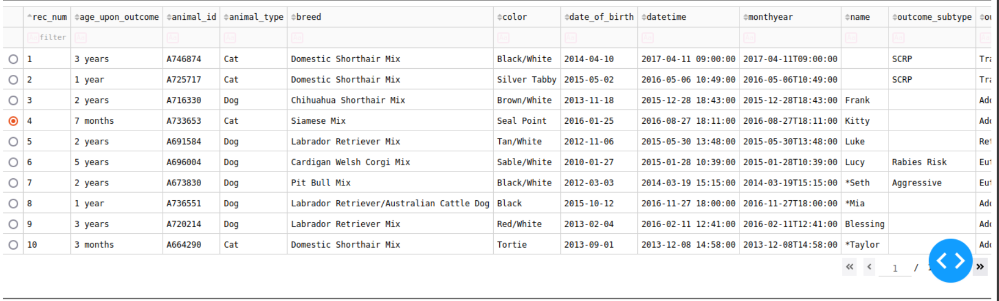 rec_num age_upon_outcome animal_id animal_type breed color date_of_birth datetime monthyear name outcome_subtype
Aa filter Aa Aa Aa Aa Aa Aa Aa Aa Aa Aa Aa
1 3 years A746874 Cat Domestic Shorthair Mix Black/White 2014-04-10 2017-04-11 09:00:00 2017-04-11T09:00:00 SCRP
2 1 year A725717 Cat Domestic Shorthair Mix Silver Tabby 2015-05-02 2016-05-06 10:49:00 2016-05-06T10:49:00 SCRP
3 2 years A716330 Dog Chihuahua Shorthair Mix Brown/White 2013-11-18 2015-12-28 18:43:00 2015-12-28T18:43:00 Frank
4 7 months A733653 Cat Siamese Mix Seal Point 2016-01-25 2016-08-27 18:11:00 2016-08-27T18:11:00 Kitty
5 2 years A691584 Dog Labrador Retriever Mix Tan/White 2012-11-06 2015-05-30 13:48:00 2015-05-30T13:48:00 Luke
6 5 years A696004 Dog Cardigan Welsh Corgi Mix Sable/White 2010-01-27 2015-01-28 10:39:00 2015-01-28T10:39:00 Lucy Rabies Risk
7 2 years A673830 Dog Pit Bull Mix Black/White 2012-03-03 2014-03-19 15:15:00 2014-03-19T15:15:00 *Seth Aggressive
8 1 year A736551 Dog Labrador Retriever/Australian Cattle Dog Black 2015-10-12 2016-11-27 18:00:00 2016-11-27T18:00:00 *Mia
9 3 years A720214 Dog Labrador Retriever Mix Red/White 2013-02-04 2016-02-11 12:41:00 2016-02-11T12:41:00 Blessing
10 3 months A664290 Cat Domestic Shorthair Mix Tortie 2013-09-01 2013-12-08 14:58:00 2013-12-08T14:58:00 *Taylor
1 /